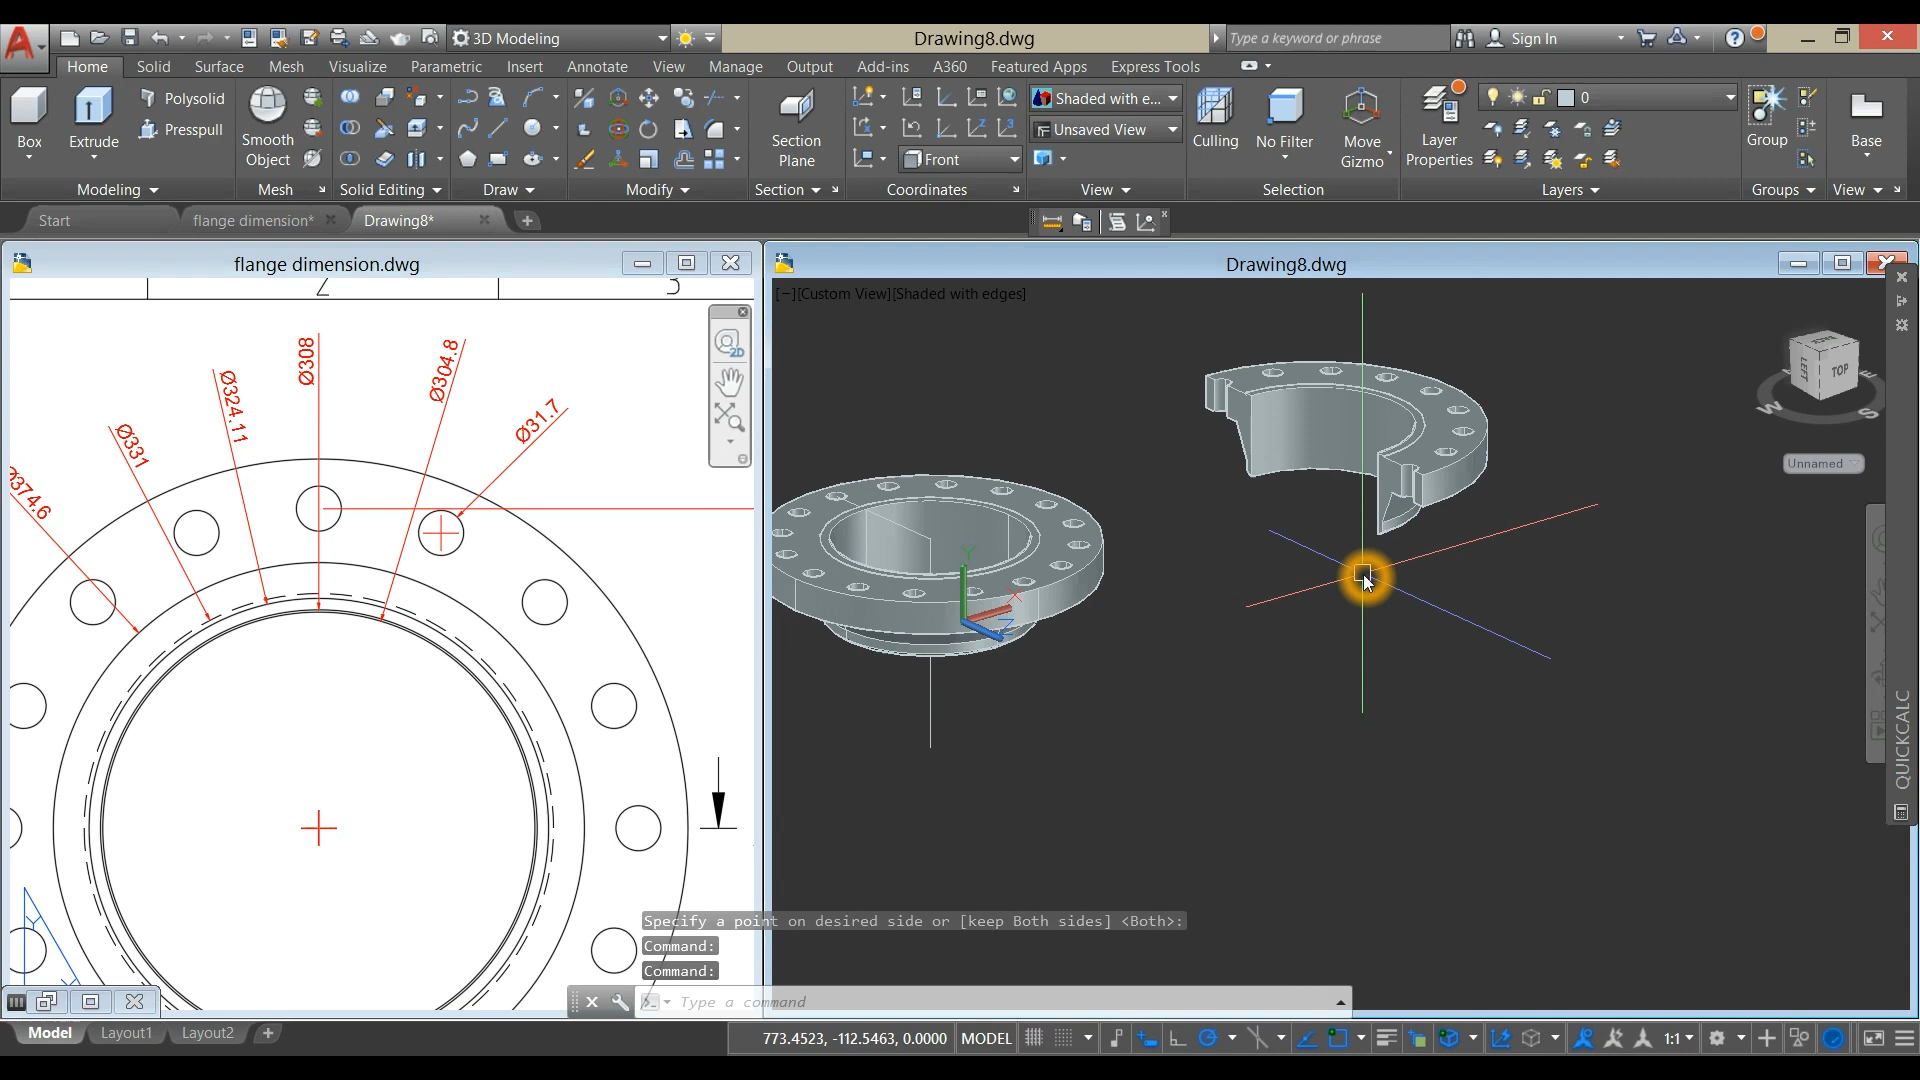 3D Modeling
Drawing8.dwg
Type a keyword or phrase
Sign In
Home
Solid
Surface
Mesh
Visualize
Parametric
Insert
Annotate
View
Manage
Output
Add-ins
A360
Featured Apps
Express Tools
Box
Extrude
Polysolid
Presspull
Smooth
Object
Section
Plane
Shaded with e...
Unsaved View
Front
Culling
No Filter
Move
Gizmo
Layer
Properties
0
Group
Base
Modeling
Mesh
Solid Editing
Draw
Modify
Section
Coordinates
View
Selection
Layers
Groups
View
Start
flange dimension*
Drawing8*
flange dimension.dwg
Drawing8.dwg
2
3
[−][Custom View][Shaded with edges]
Ø374.6
Ø331
Ø324.11
Ø308
Ø304.8
Ø31.7
2D
Y
X
Z
BACK
LEFT
TOP
W
S
E
Unnamed
QUICKCALC
Y
Specify a point on desired side or [keep Both sides] <Both>:
Command:
Command:
Type a command
Model
Layout1
Layout2
773.4523, -112.5463, 0.0000
MODEL
1:1